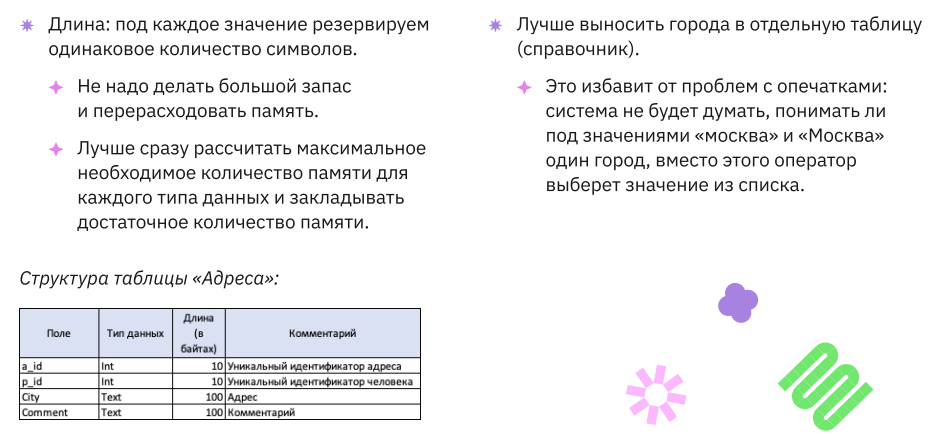 Длина: под каждое значение резервируем
одинаковое количество символов.
Не надо делать большой запас
и перерасходовать память.
Лучше сразу рассчитать максимальное
необходимое количество памяти для
каждого типа данных и закладывать
достаточное количество памяти.
Лучше выносить города в отдельную таблицу
(справочник).
Это избавит от проблем с опечатками:
система не будет думать, понимать ли
под значениями «москва» и «Москва»
один город, вместо этого оператор
выберет значение из списка.
Структура таблицы «Адреса»:
Поле Тип данных Длина (в байтах) Комментарий
a_id Int 10 Уникальный идентификатор адреса
p_id Int 10 Уникальный идентификатор человека
City Text 100 Адрес
Comment Text 100 Комментарий